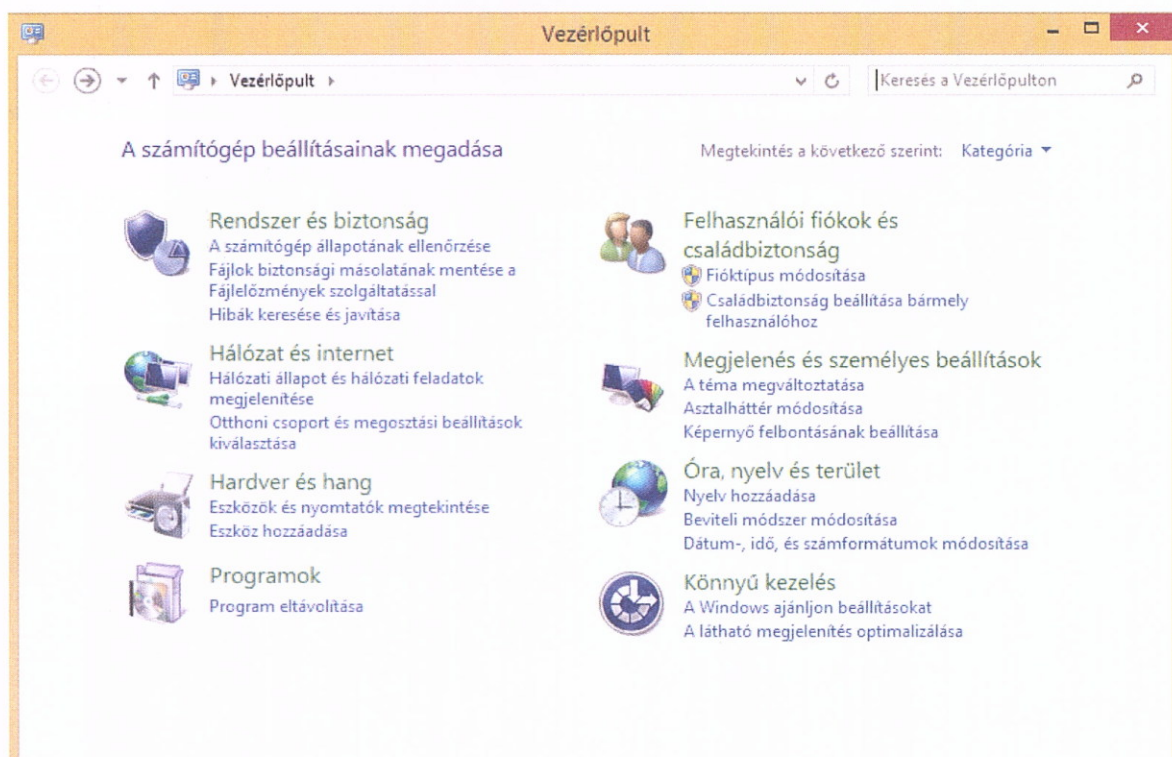 Vezérlőpult
Vezérlőpult
Keresés a Vezérlőpulton
A számítógép beállításainak megadása
Megtekintés a következő szerint: Kategória
Rendszer és biztonság
A számítógép állapotának ellenőrzése
Fájlok biztonsági másolatának mentése a
Fájlelőzmények szolgáltatással
Hibák keresése és javítása
Hálózat és internet
Hálózati állapot és hálózati feladatok
megjelenítése
Otthoni csoport és megosztási beállítások
kiválasztása
Hardver és hang
Eszközök és nyomtatók megtekintése
Eszköz hozzáadása
Programok
Program eltávolítása
Felhasználói fiókok és
családbiztonság
Fióktípus módosítása
Családbiztonság beállítása bármely
felhasználóhoz
Megjelenés és személyes beállítások
A téma megváltoztatása
Asztalháttér módosítása
Képernyő felbontásának beállítása
Óra, nyelv és terület
Nyelv hozzáadása
Beviteli módszer módosítása
Dátum-, idő, és számformátumok módosítása
Könnyű kezelés
A Windows ajánljon beállításokat
A látható megjelenítés optimalizálása